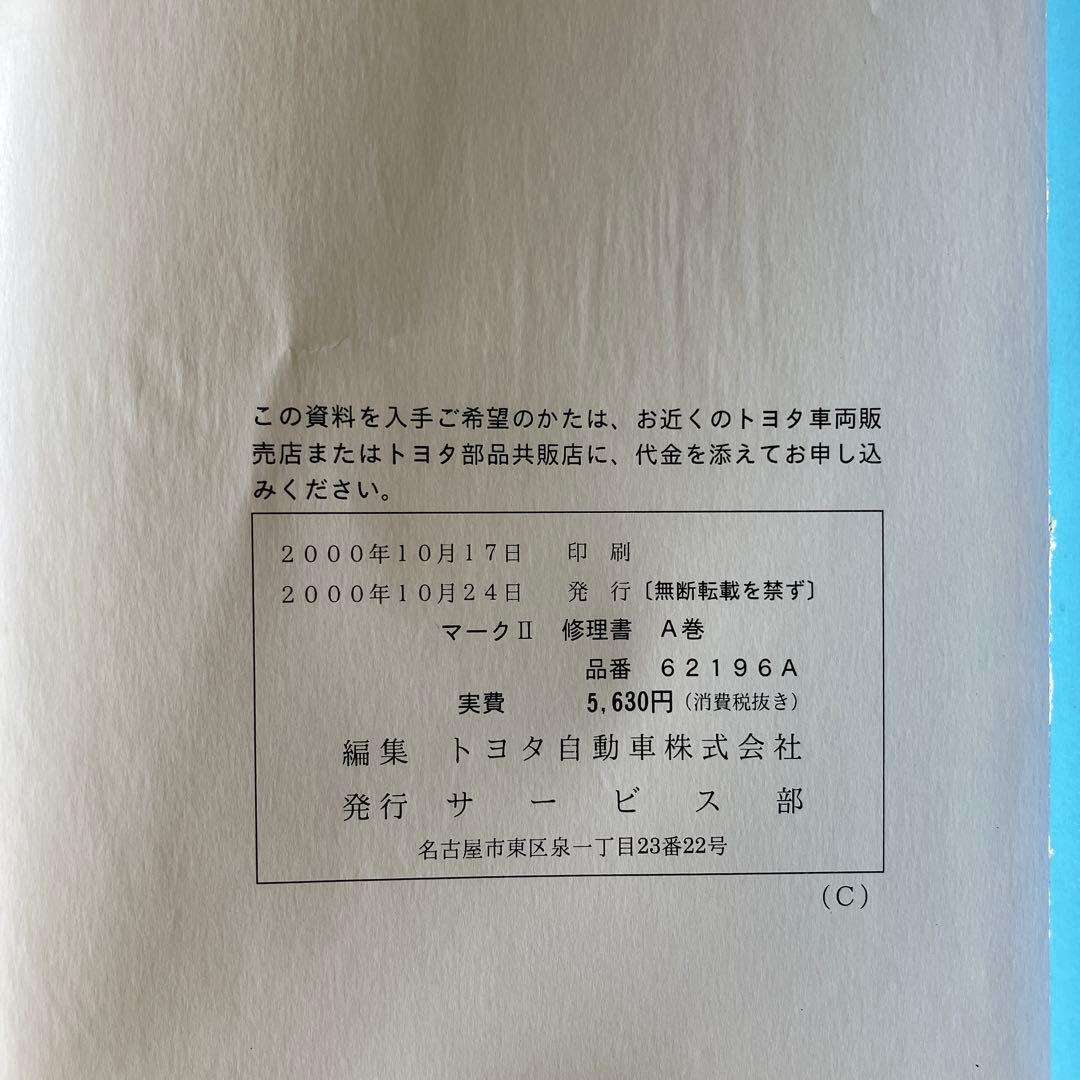 この資料を入手ご希望のかたは、お近くのトヨタ車両販
売店またはトヨタ部品共販店に、代金を添えてお申し込
みください。
2000年10月17日　印　刷
2000年10月24日　発　行〔無断転載を禁ず〕
マークⅡ　修理書　A巻
品番　62196A
実費　5,630円（消費税抜き）
編集　トヨタ自動車株式会社
発行　サービス部
名古屋市東区泉一丁目23番22号
（C）